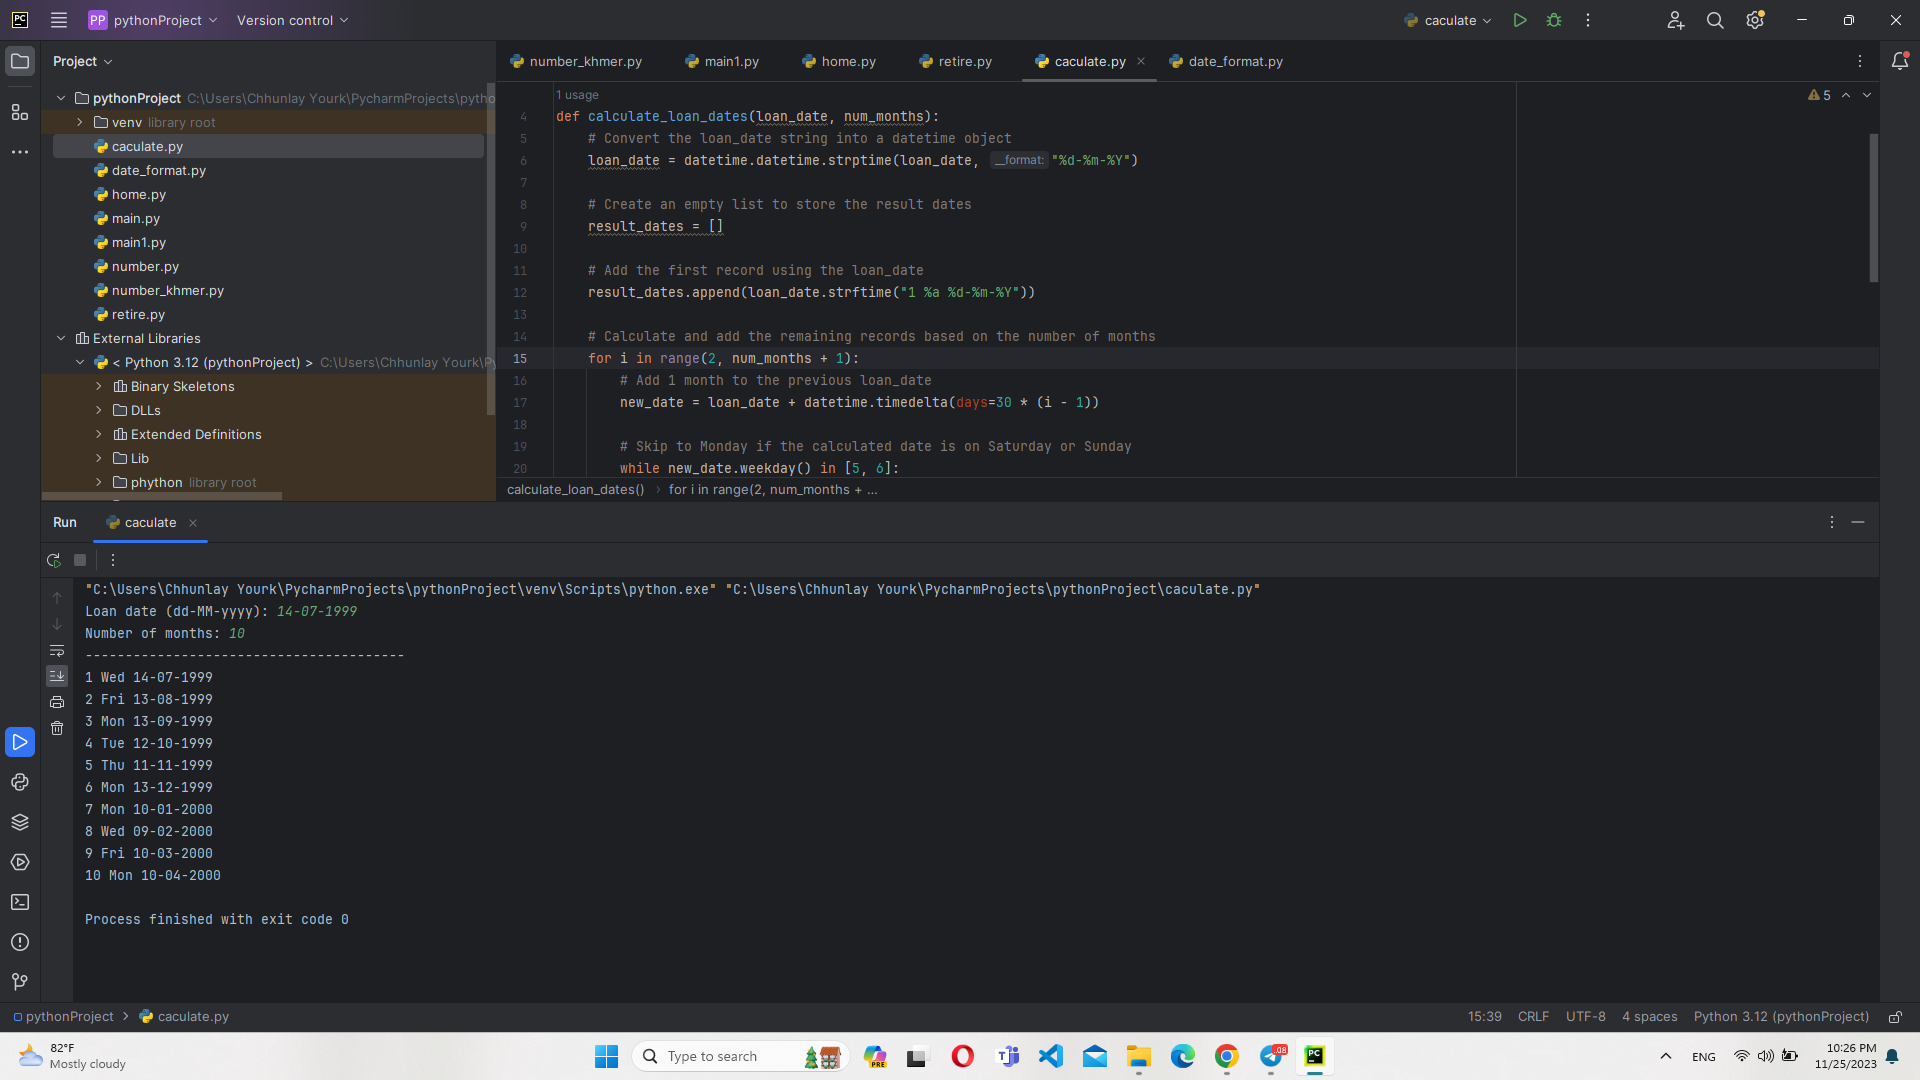 PC
PP pythonProject
Version control
caculate
Project
number_khmer.py
main1.py
home.py
retire.py
caculate.py
date_format.py
pythonProject C:\Users\Chhunlay Yourk\PycharmProjects\pytho
venv library root
caculate.py
date_format.py
home.py
main.py
main1.py
number.py
number_khmer.py
retire.py
External Libraries
< Python 3.12 (pythonProject) > C:\Users\Chhunlay Yourk\Py
Binary Skeletons
DLLs
Extended Definitions
Lib
phython library root
1 usage
5
4 def calculate_loan_dates(loan_date, num_months):
5 # Convert the loan_date string into a datetime object
6 loan_date = datetime.datetime.strptime(loan_date, __format: "%d-%m-%Y")
7
8 # Create an empty list to store the result dates
9 result_dates = []
10
11 # Add the first record using the loan_date
12 result_dates.append(loan_date.strftime("1 %a %d-%m-%Y"))
13
14 # Calculate and add the remaining records based on the number of months
15 for i in range(2, num_months + 1):
16 # Add 1 month to the previous loan_date
17 new_date = loan_date + datetime.timedelta(days=30 * (i - 1))
18
19 # Skip to Monday if the calculated date is on Saturday or Sunday
20 while new_date.weekday() in [5, 6]:
calculate_loan_dates() › for i in range(2, num_months + ...
Run
caculate
"C:\Users\Chhunlay Yourk\PycharmProjects\pythonProject\venv\Scripts\python.exe" "C:\Users\Chhunlay Yourk\PycharmProjects\pythonProject\caculate.py"
Loan date (dd-MM-yyyy): 14-07-1999
Number of months: 10
----------------------------------------
1 Wed 14-07-1999
2 Fri 13-08-1999
3 Mon 13-09-1999
4 Tue 12-10-1999
5 Thu 11-11-1999
6 Mon 13-12-1999
7 Mon 10-01-2000
8 Wed 09-02-2000
9 Fri 10-03-2000
10 Mon 10-04-2000
Process finished with exit code 0
pythonProject > caculate.py
15:39 CRLF UTF-8 4 spaces Python 3.12 (pythonProject)
82°F
Mostly cloudy
Type to search
PRE
.08
PC
ENG
10:26 PM
11/25/2023